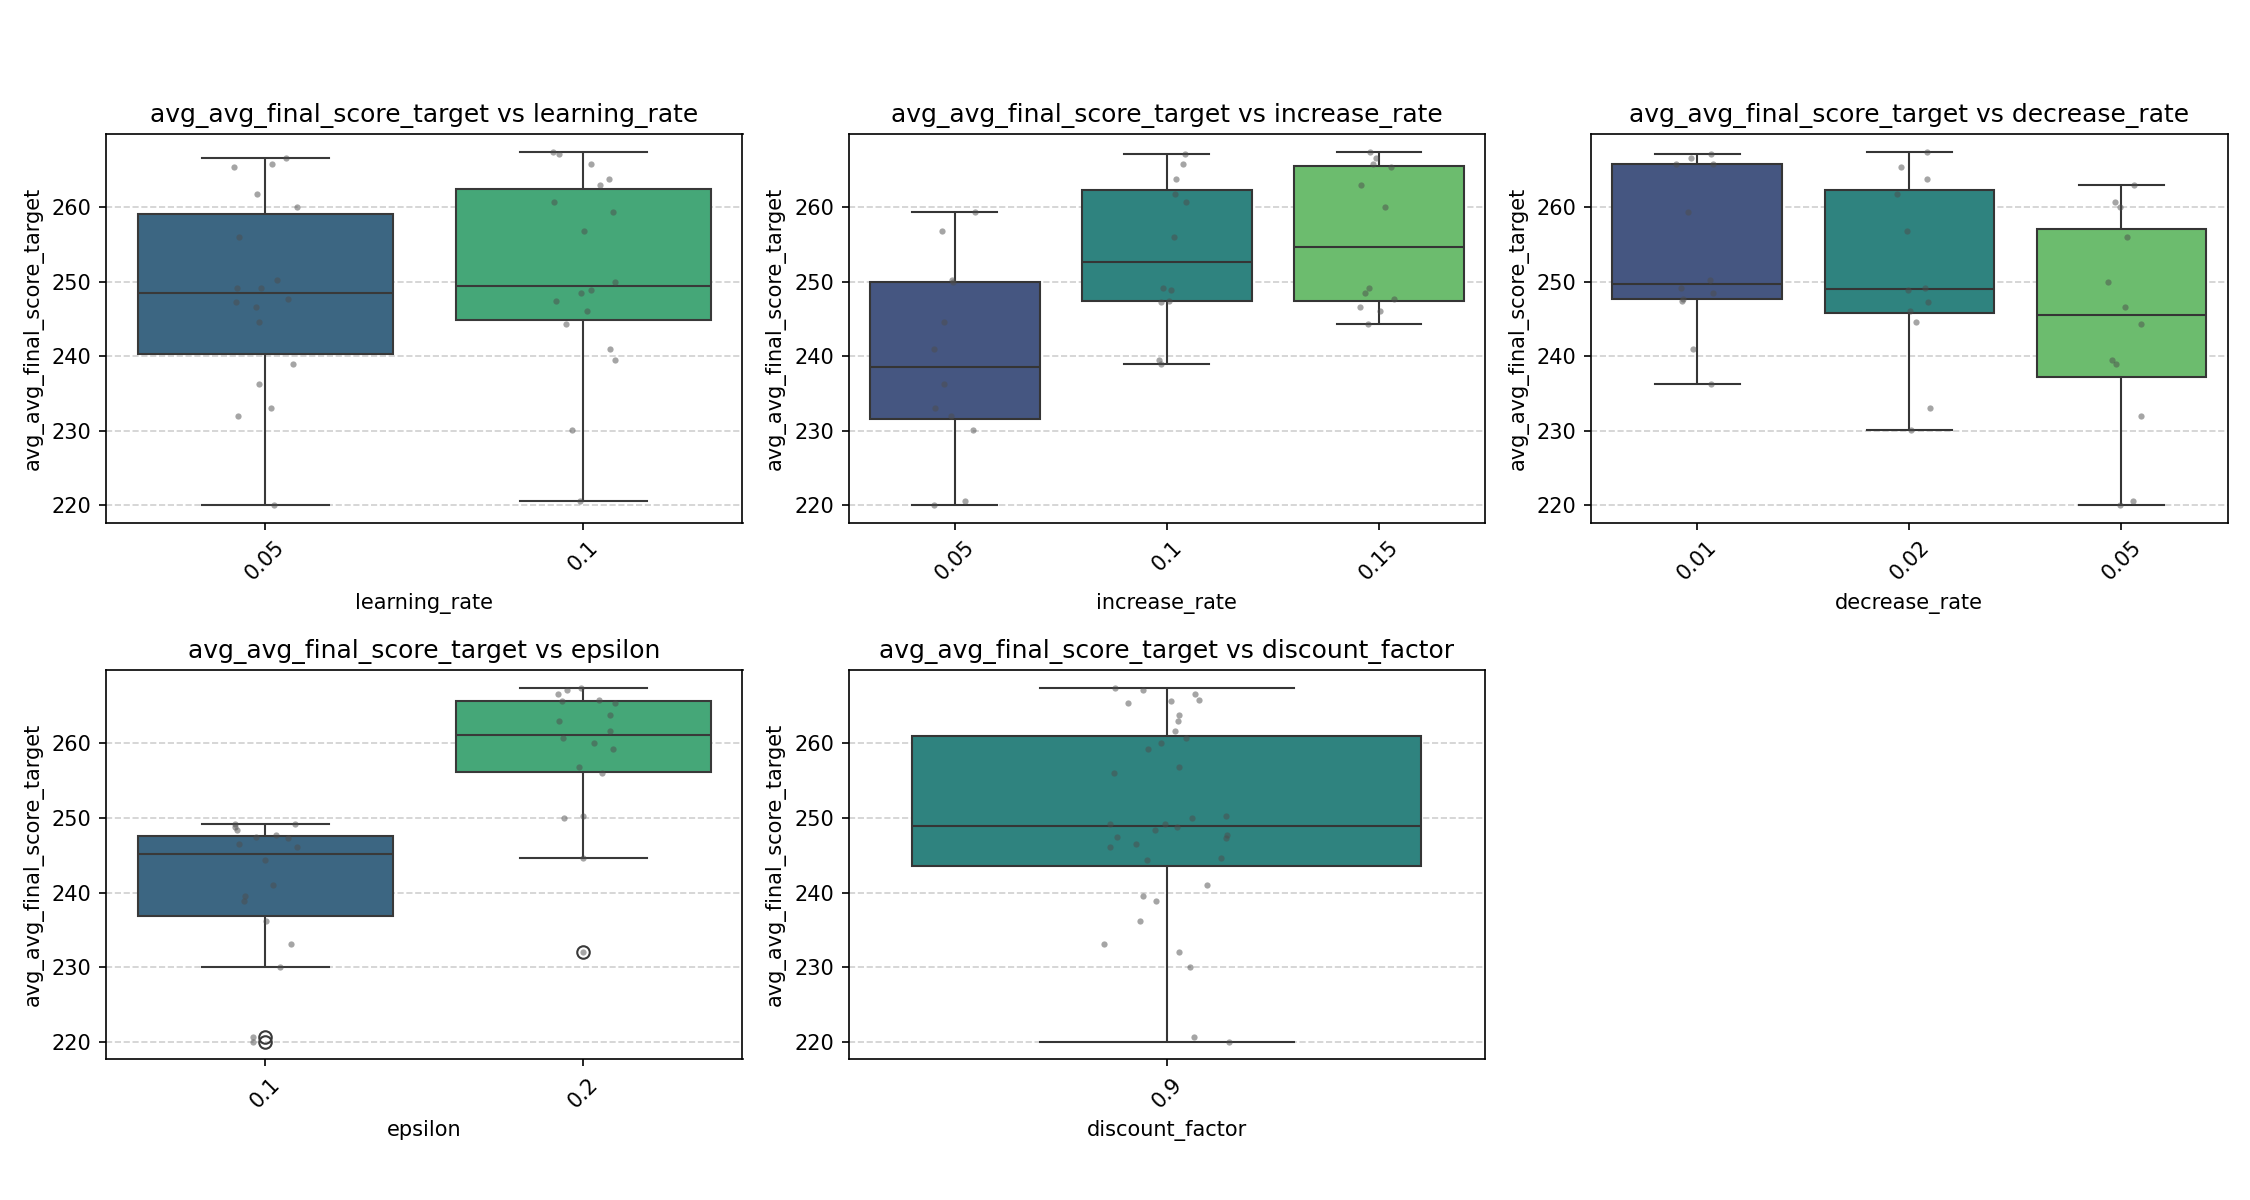 avg_avg_final_score_target vs learning_rate
avg_avg_final_score_target
260
250
240
230
220
0.05
0.1
learning_rate
avg_avg_final_score_target vs increase_rate
avg_avg_final_score_target
260
250
240
230
220
0.05
0.1
0.15
increase_rate
avg_avg_final_score_target vs decrease_rate
avg_avg_final_score_target
260
250
240
230
220
0.01
0.02
0.05
decrease_rate
avg_avg_final_score_target vs epsilon
avg_avg_final_score_target
260
250
240
230
220
0.1
0.2
epsilon
avg_avg_final_score_target vs discount_factor
avg_avg_final_score_target
260
250
240
230
220
0.9
discount_factor